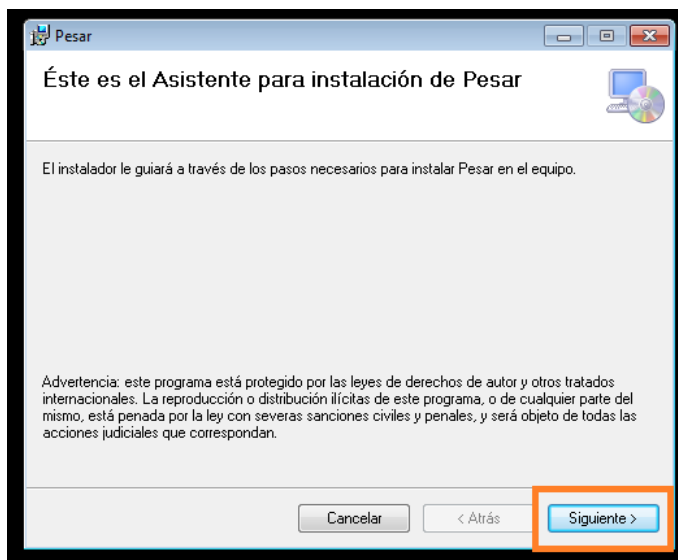 Pesar
Éste es el Asistente para instalación de Pesar
El instalador le guiará a través de los pasos necesarios para instalar Pesar en el equipo.
Advertencia: este programa está protegido por las leyes de derechos de autor y otros tratados
internacionales. La reproducción o distribución ilícitas de este programa, o de cualquier parte del
mismo, está penada por la ley con severas sanciones civiles y penales, y será objeto de todas las
acciones judiciales que correspondan.
Cancelar < Atrás Siguiente >